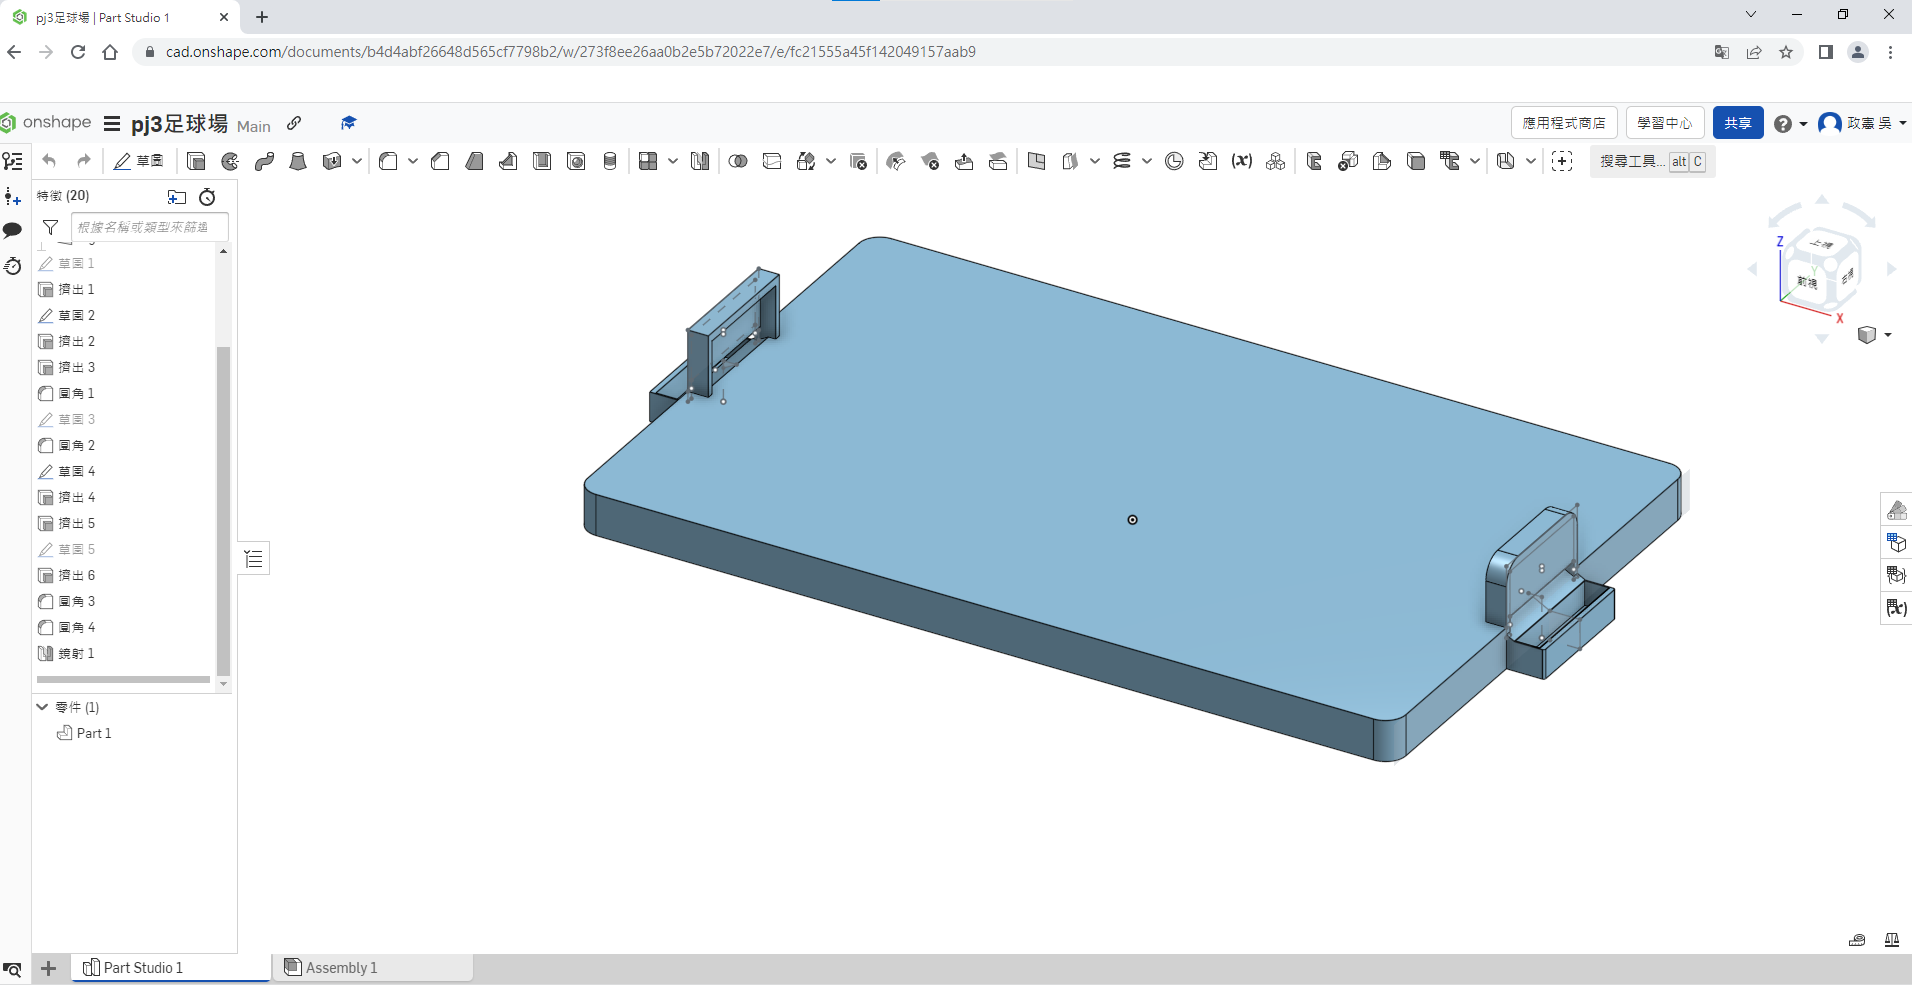 pj3足球場 | Part Studio 1
cad.onshape.com/documents/b4d4abf26648d565cf7798b2/w/273f8ee26aa0b2e5b72022e7/e/fc21555a45f142049157aab9
onshape pj3足球場 Main
應用程式商店 學習中心 共享 政憲 吳
草圖 搜尋工具... alt C
特徵 (20)
根據名稱或類型來篩選
草圖 1
擠出 1
草圖 2
擠出 2
擠出 3
圓角 1
草圖 3
圓角 2
草圖 4
擠出 4
擠出 5
草圖 5
擠出 6
圓角 3
圓角 4
鏡射 1
零件 (1)
Part 1
Z
上視
Y
前視
右視
X
Part Studio 1
Assembly 1